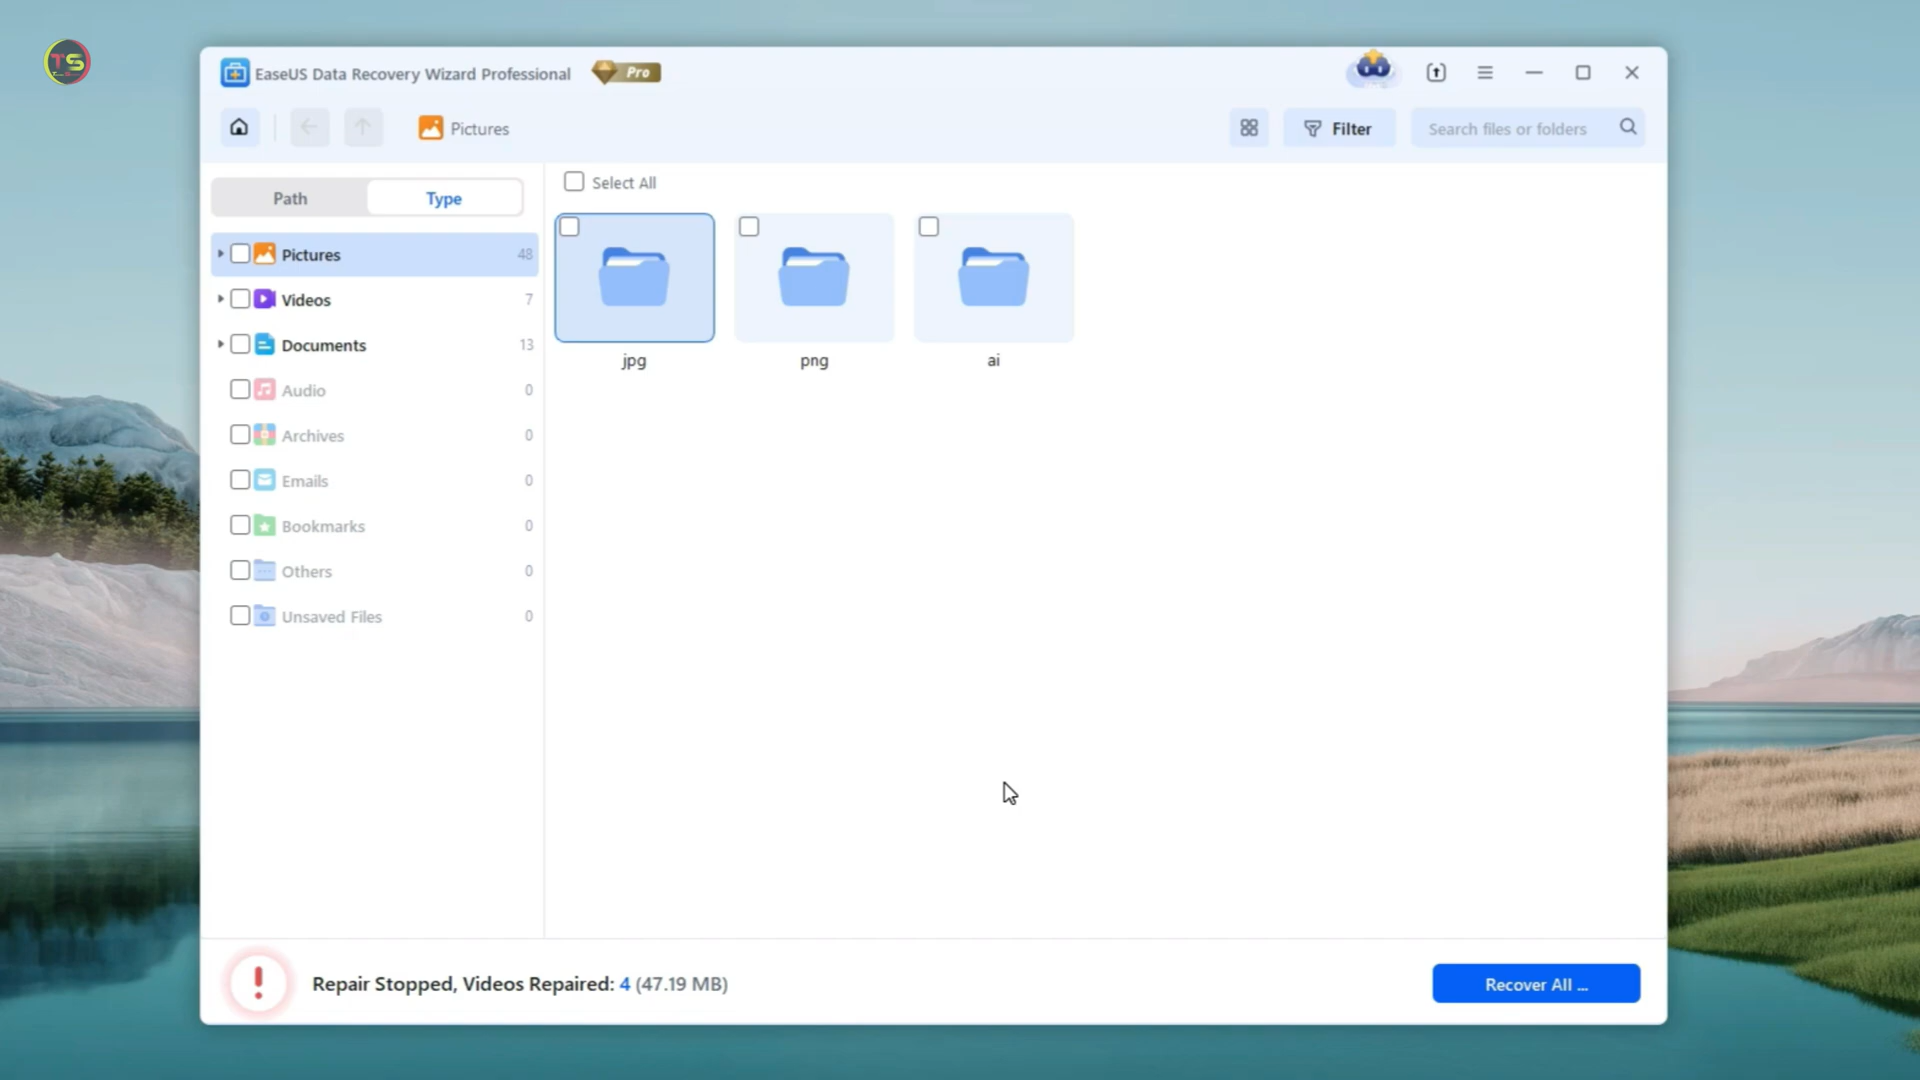 TS
EaseUS Data Recovery Wizard Professional
Pro
Pictures
Filter
Search files or folders
Path
Type
Select All
Pictures 48
Videos 7
Documents 13
Audio 0
Archives 0
Emails 0
Bookmarks 0
Others 0
Unsaved Files 0
jpg
png
ai
Repair Stopped, Videos Repaired: 4 (47.19 MB)
Recover All ...